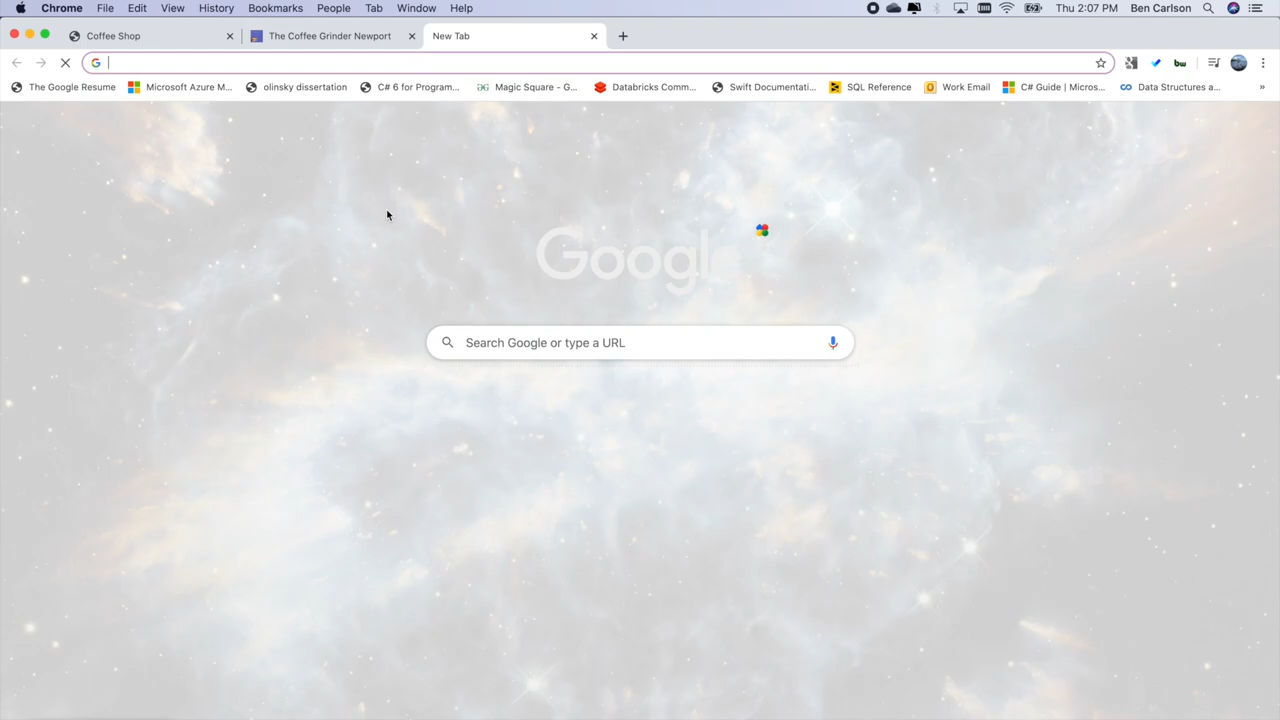 Chrome File Edit View History Bookmarks People Tab Window Help Thu 2:07 PM Ben Carlson
Coffee Shop The Coffee Grinder Newport New Tab
The Google Resume Microsoft Azure M... olinsky dissertation C# 6 for Program... Magic Square - G... Databricks Comm... Swift Documentati... SQL Reference Work Email C# Guide | Micros... Data Structures a... »
Googl
Search Google or type a URL